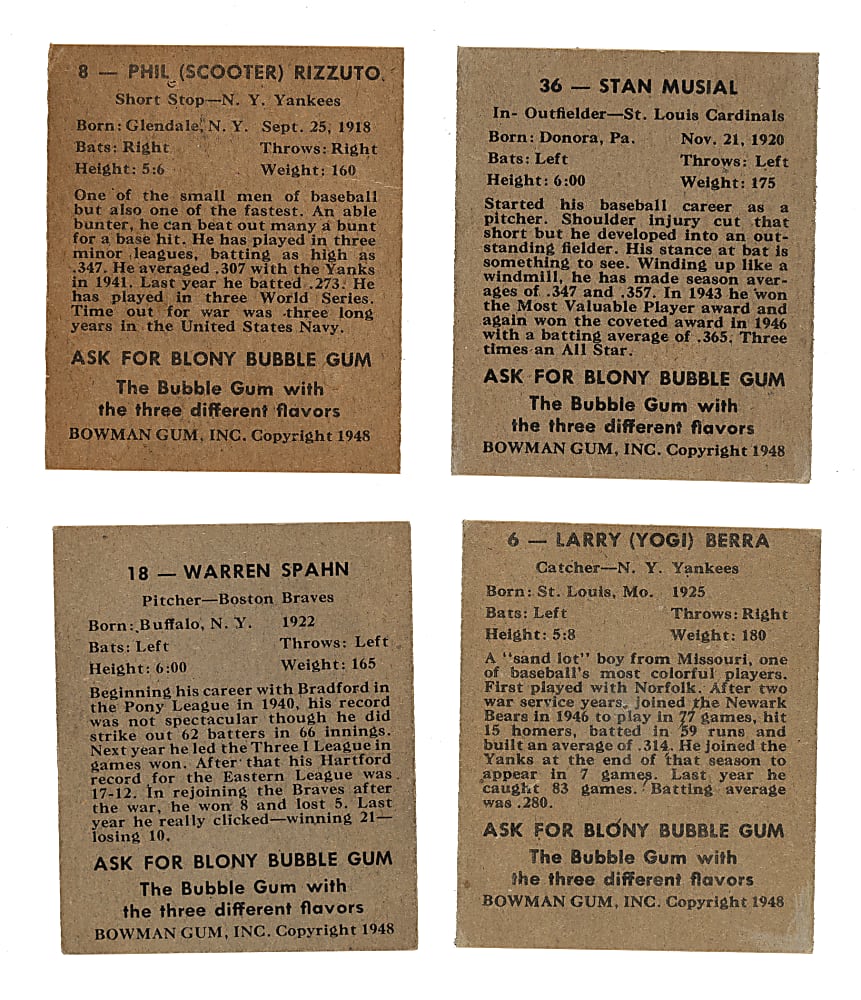 8 — PHIL (SCOOTER) RIZZUTO
Short Stop—N. Y. Yankees
Born: Glendale, N. Y. Sept. 25, 1918
Bats: Right Throws: Right
Height: 5:6 Weight: 160
One of the small men of baseball
but also one of the fastest. An able
bunter, he can beat out many a bunt
for a base hit. He has played in three
minor leagues, batting as high as
.347. He averaged .307 with the Yanks
in 1941. Last year he batted .273. He
has played in three World Series.
Time out for war was three long
years in the United States Navy.
ASK FOR BLONY BUBBLE GUM
The Bubble Gum with
the three different flavors
BOWMAN GUM, INC. Copyright 1948
36 — STAN MUSIAL
In- Outfielder—St. Louis Cardinals
Born: Donora, Pa. Nov. 21, 1920
Bats: Left Throws: Left
Height: 6:00 Weight: 175
Started his baseball career as a
pitcher. Shoulder injury cut that
short but he developed into an out-
standing fielder. His stance at bat is
something to see. Winding up like a
windmill, he has made season aver-
ages of .347 and .357. In 1943 he won
the Most Valuable Player award and
again won the coveted award in 1946
with a batting average of .365. Three
times an All Star.
ASK FOR BLONY BUBBLE GUM
The Bubble Gum with
the three different flavors
BOWMAN GUM, INC. Copyright 1948
18 — WARREN SPAHN
Pitcher—Boston Braves
Born: Buffalo, N. Y. 1922
Bats: Left Throws: Left
Height: 6:00 Weight: 165
Beginning his career with Bradford in
the Pony League in 1940, his record
was not spectacular though he did
strike out 62 batters in 66 innings.
Next year he led the Three I League in
games won. After that his Hartford
record for the Eastern League was
17-12. In rejoining the Braves after
the war, he won 8 and lost 5. Last
year he really clicked—winning 21—
losing 10.
ASK FOR BLONY BUBBLE GUM
The Bubble Gum with
the three different flavors
BOWMAN GUM, INC. Copyright 1948
6 — LARRY (YOGI) BERRA
Catcher—N. Y. Yankees
Born: St. Louis, Mo. 1925
Bats: Left Throws: Right
Height: 5:8 Weight: 180
A "sand lot" boy from Missouri, one
of baseball's most colorful players.
First played with Norfolk. After two
war service years, joined the Newark
Bears in 1946 to play in 77 games, hit
15 homers, batted in 59 runs and
built an average of .314. He joined the
Yanks at the end of that season to
appear in 7 games. Last year he
caught 83 games. Batting average
was .280.
ASK FOR BLONY BUBBLE GUM
The Bubble Gum with
the three different flavors
BOWMAN GUM, INC. Copyright 1948